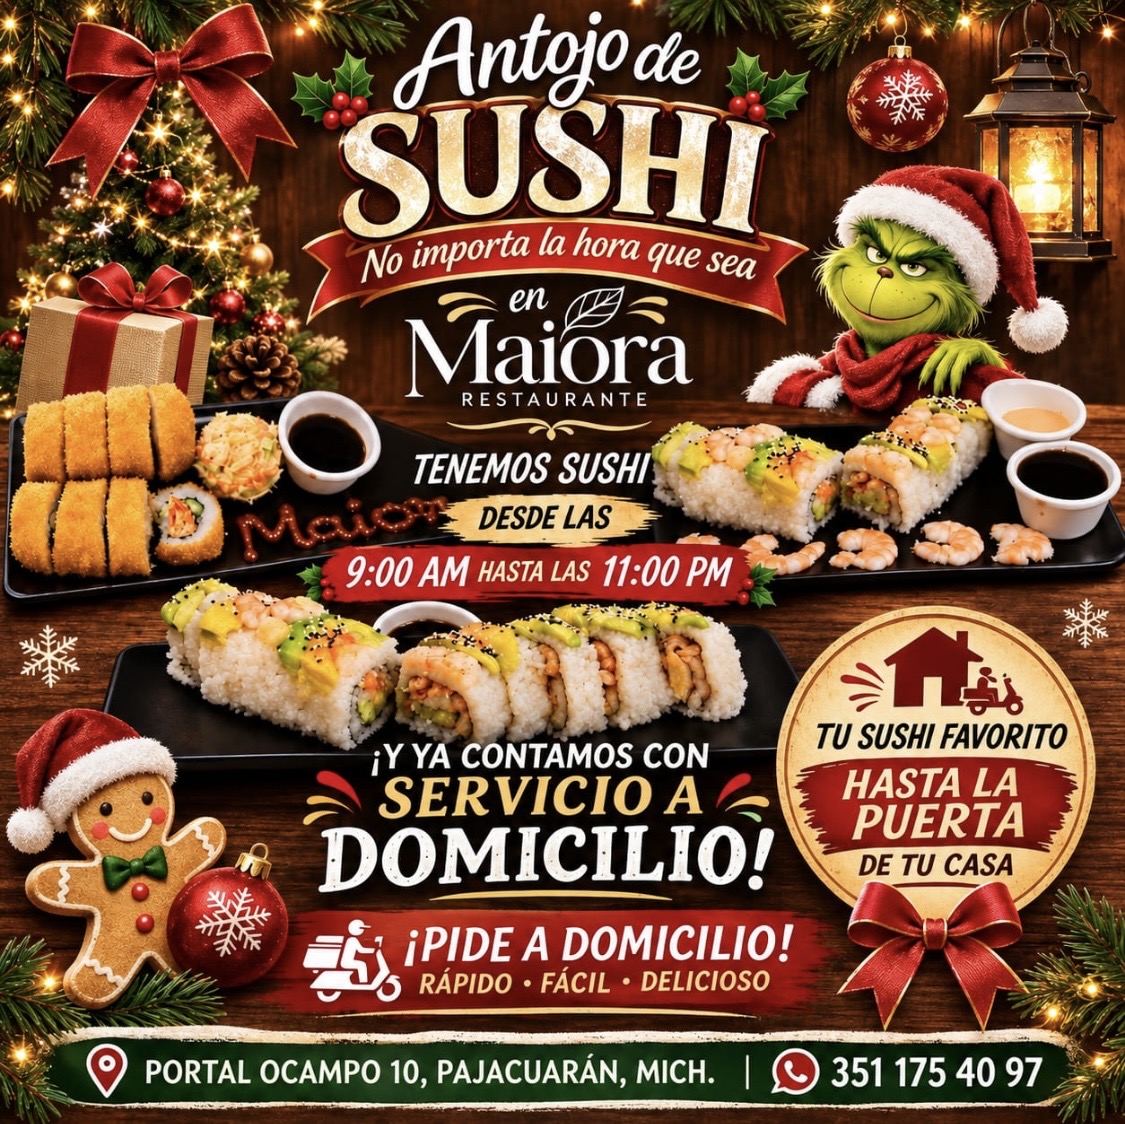 Antojo de
SUSHI
No importa la hora que sea
en
Maiora
RESTAURANTE
TENEMOS SUSHI
DESDE LAS
9:00 AM HASTA LAS 11:00 PM
Maior
¡Y YA CONTAMOS CON
SERVICIO A
DOMICILIO!
TU SUSHI FAVORITO
HASTA LA
PUERTA
DE TU CASA
¡PIDE A DOMICILIO!
RÁPIDO • FÁCIL • DELICIOSO
PORTAL OCAMPO 10, PAJACUARÁN, MICH. | 351 175 40 97